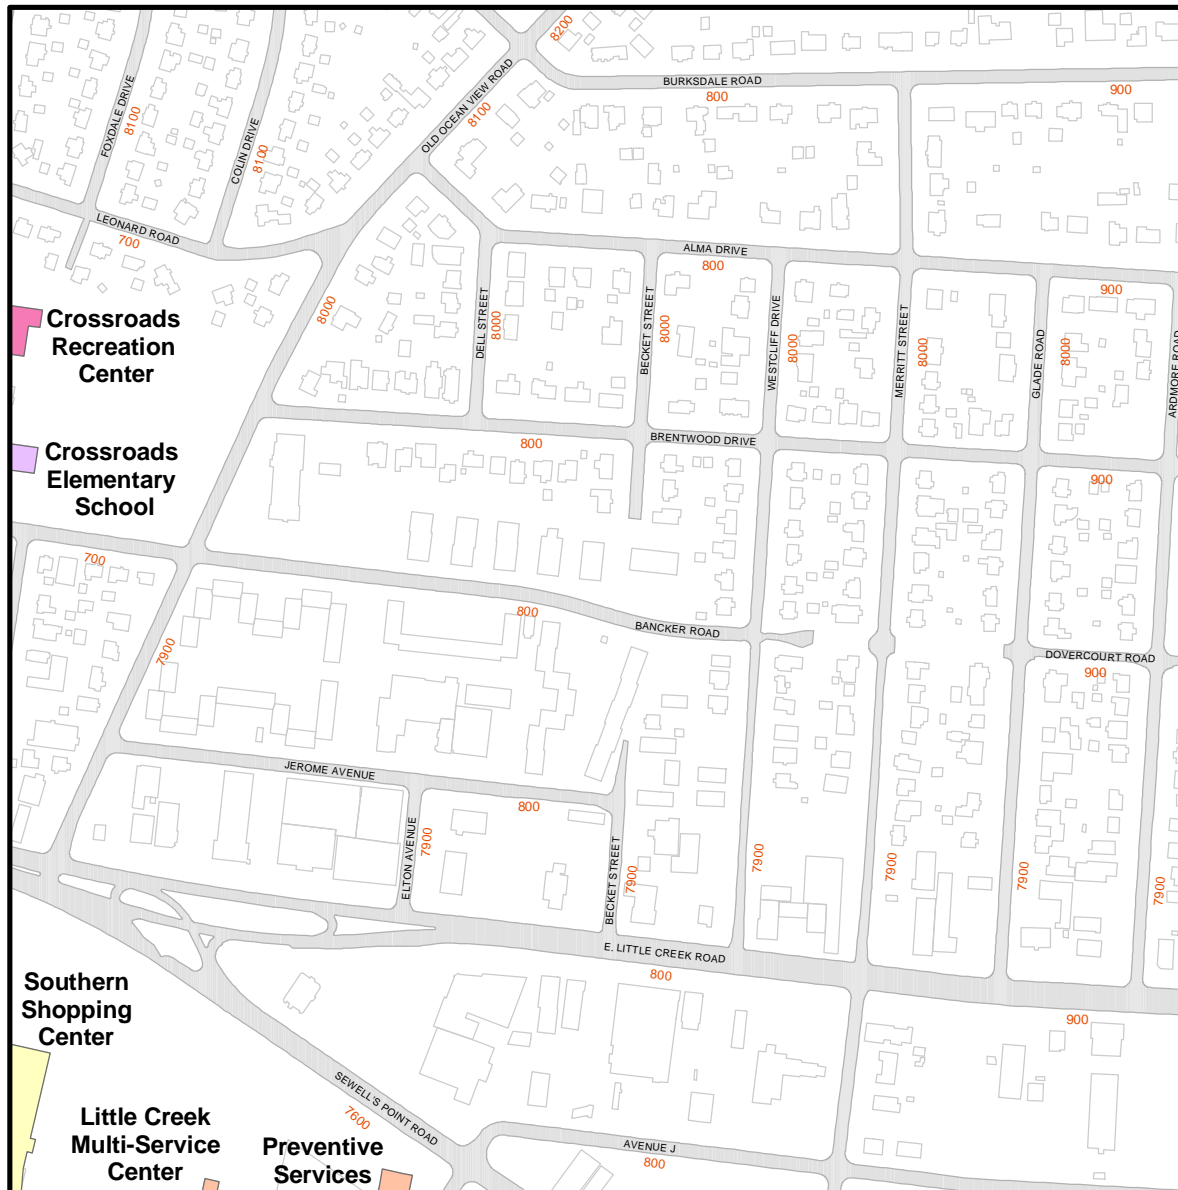 8200
BURKSDALE ROAD
800
900
FOXDALE DRIVE
8100
COLIN DRIVE
8100
OLD OCEAN VIEW ROAD
8100
LEONARD ROAD
700
ALMA DRIVE
800
900
8000
DELL STREET
8000
BECKET STREET
8000
WESTCLIFF DRIVE
8000
MERRITT STREET
8000
GLADE ROAD
8000
ARDMORE ROAD
Crossroads
Recreation
Center
800
BRENTWOOD DRIVE
900
Crossroads
Elementary
School
700
800
BANCKER ROAD
7900
DOVERCOURT ROAD
900
JEROME AVENUE
800
ELTON AVENUE
7900
BECKET STREET
7900
7900
7900
7900
7900
E. LITTLE CREEK ROAD
800
900
Southern
Shopping
Center
SEWELL'S POINT ROAD
7600
AVENUE J
800
Little Creek
Multi-Service
Center
Preventive
Services